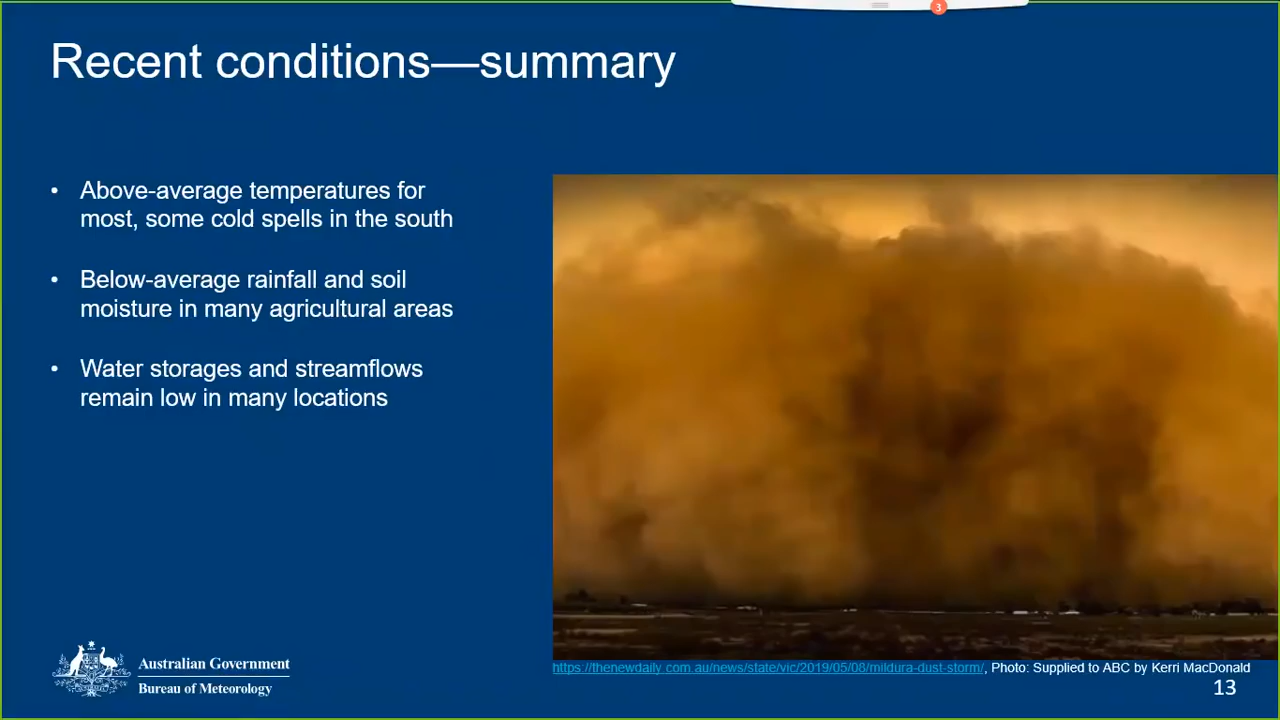 3
Recent conditions—summary
• Above-average temperatures for
most, some cold spells in the south
• Below-average rainfall and soil
moisture in many agricultural areas
• Water storages and streamflows
remain low in many locations
Australian Government
Bureau of Meteorology
https://thenewdaily.com.au/news/state/vic/2019/05/08/mildura-dust-storm/, Photo: Supplied to ABC by Kerri MacDonald
13